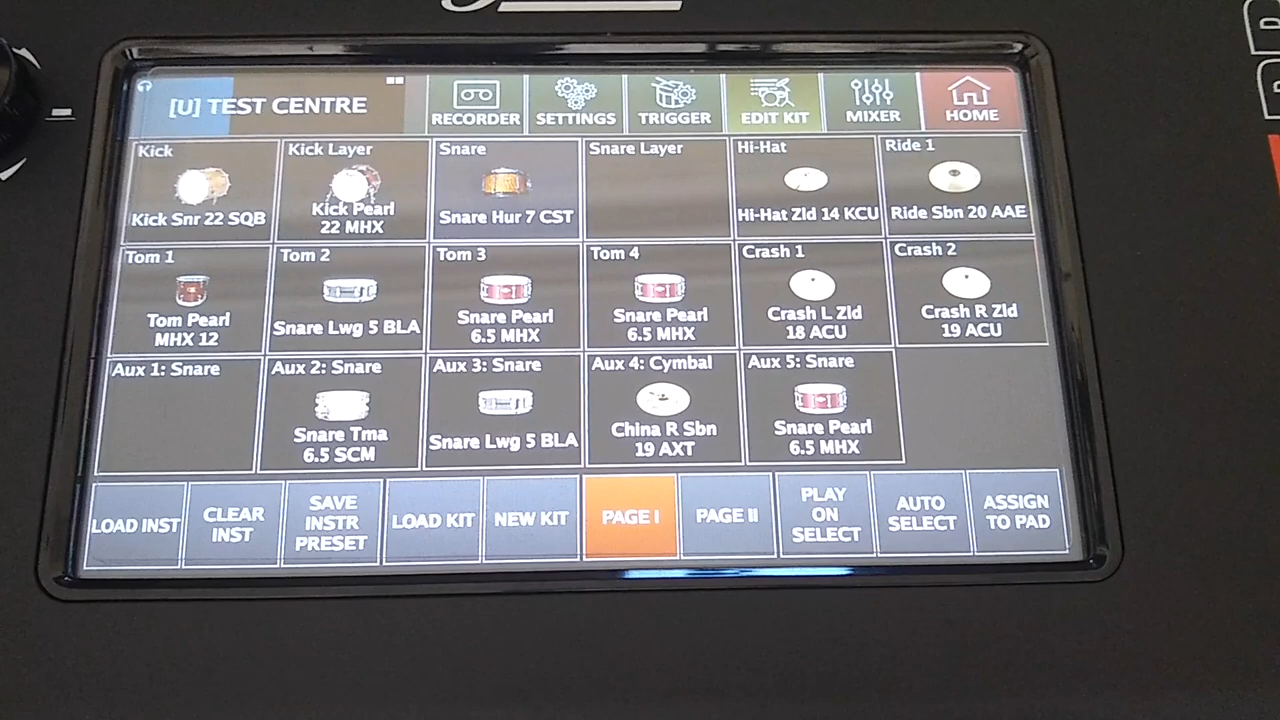 [U] TEST CENTRE
RECORDER
SETTINGS
TRIGGER
EDIT KIT
MIXER
HOME
Kick
Kick Snr 22 SQB
Kick Layer
Kick Pearl
22 MHX
Snare
Snare Hur 7 CST
Snare Layer
Hi-Hat
Hi-Hat Zld 14 KCU
Ride 1
Ride Sbn 20 AAE
Tom 1
Tom Pearl
MHX 12
Tom 2
Snare Lwg 5 BLA
Tom 3
Snare Pearl
6.5 MHX
Tom 4
Snare Pearl
6.5 MHX
Crash 1
Crash L Zld
18 ACU
Crash 2
Crash R Zld
19 ACU
Aux 1: Snare
Aux 2: Snare
Snare Tma
6.5 SCM
Aux 3: Snare
Snare Lwg 5 BLA
Aux 4: Cymbal
China R Sbn
19 AXT
Aux 5: Snare
Snare Pearl
6.5 MHX
LOAD INST
CLEAR
INST
SAVE
INSTR
PRESET
LOAD KIT
NEW KIT
PAGE I
PAGE II
PLAY
ON
SELECT
AUTO
SELECT
ASSIGN
TO PAD